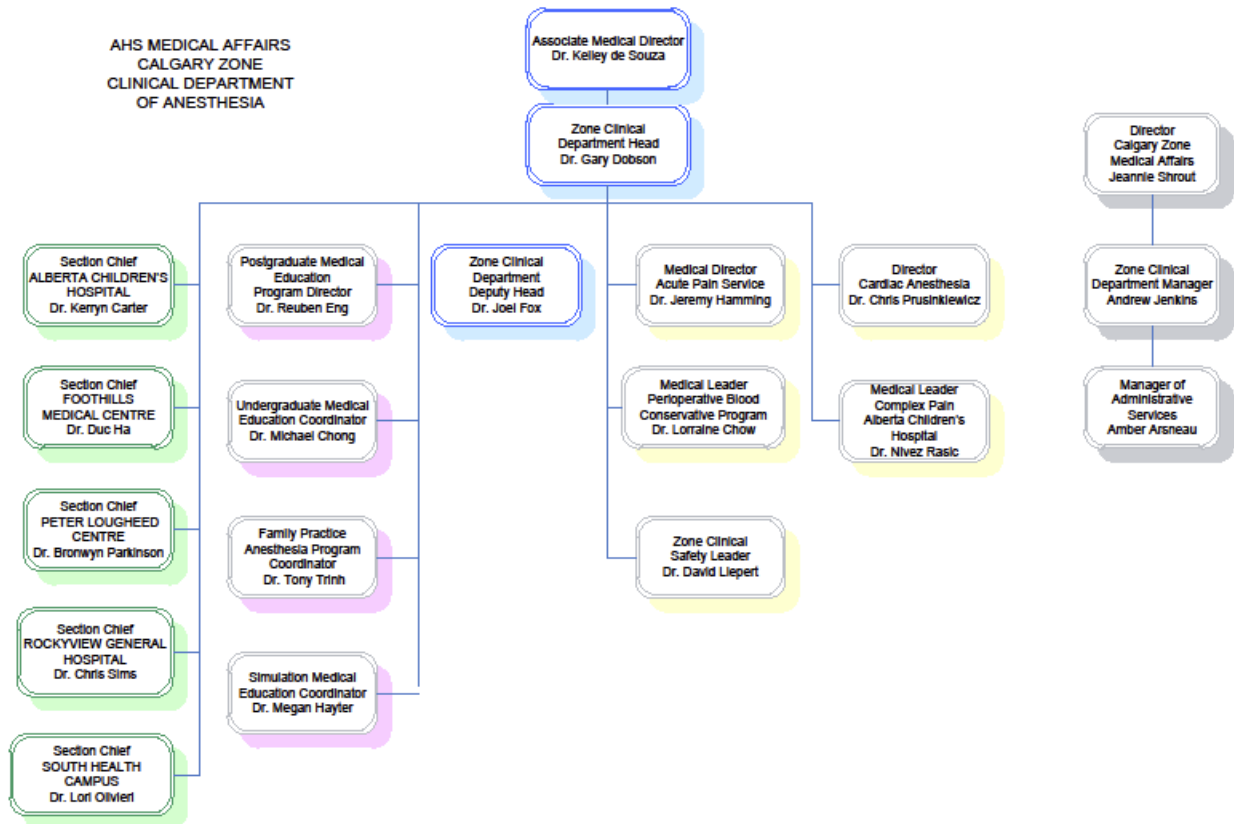 AHS MEDICAL AFFAIRS
CALGARY ZONE
CLINICAL DEPARTMENT
OF ANESTHESIA
Associate Medical Director
Dr. Kelley de Souza
Zone Clinical
Department Head
Dr. Gary Dobson
Director
Calgary Zone
Medical Affairs
Jeannie Shrout
Section Chief
ALBERTA CHILDREN'S
HOSPITAL
Dr. Kerryn Carter
Postgraduate Medical
Education
Program Director
Dr. Reuben Eng
Zone Clinical
Department
Deputy Head
Dr. Joel Fox
Medical Director
Acute Pain Service
Dr. Jeremy Hamming
Director
Cardiac Anesthesia
Dr. Chris Prusinkiewicz
Zone Clinical
Department Manager
Andrew Jenkins
Section Chief
FOOTHILLS
MEDICAL CENTRE
Dr. Duc Ha
Undergraduate Medical
Education Coordinator
Dr. Michael Chong
Medical Leader
Perioperative Blood
Conservative Program
Dr. Lorraine Chow
Medical Leader
Complex Pain
Alberta Children's
Hospital
Dr. Nivez Rasic
Manager of
Administrative
Services
Amber Arsneau
Section Chief
PETER LOUGHEED
CENTRE
Dr. Bronwyn Parkinson
Family Practice
Anesthesia Program
Coordinator
Dr. Tony Trinh
Zone Clinical
Safety Leader
Dr. David Liepert
Section Chief
ROCKYVIEW GENERAL
HOSPITAL
Dr. Chris Sims
Simulation Medical
Education Coordinator
Dr. Megan Hayter
Section Chief
SOUTH HEALTH
CAMPUS
Dr. Lori Olivieri